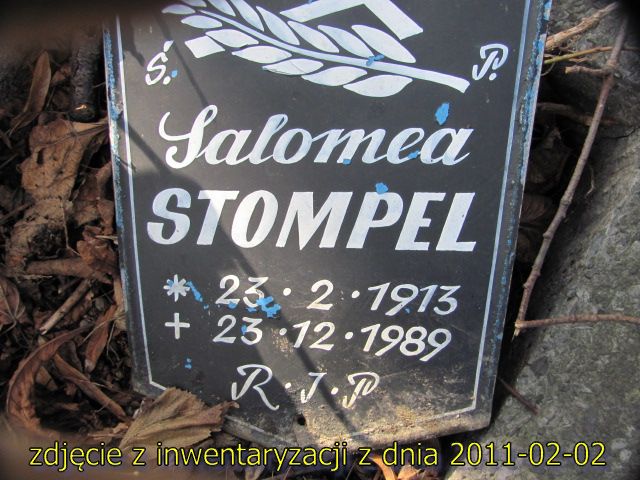 Ś. P.
Salomea
STOMPEL
* 23·2·1913
+ 23·12·1989
R·I·P
zdjęcie z inwentaryzacji z dnia 2011-02-02